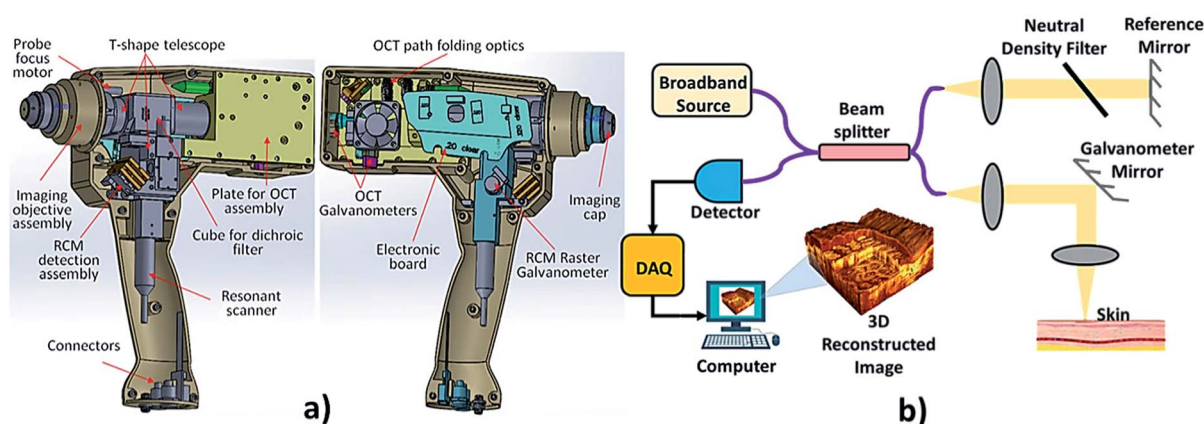 Probe
focus
motor
T-shape telescope
Imaging
objective
assembly
RCM
detection
assembly
Plate for OCT
assembly
Cube for dichroic
filter
Resonant
scanner
Connectors
OCT path folding optics
20 clear
OCT
Galvanometers
Electronic
board
Imaging
cap
RCM Raster
Galvanometer
a)
Broadband
Source
Beam
splitter
Neutral
Density Filter
Reference
Mirror
Galvanometer
Mirror
Detector
DAQ
Computer
3D
Reconstructed
Image
Skin
b)